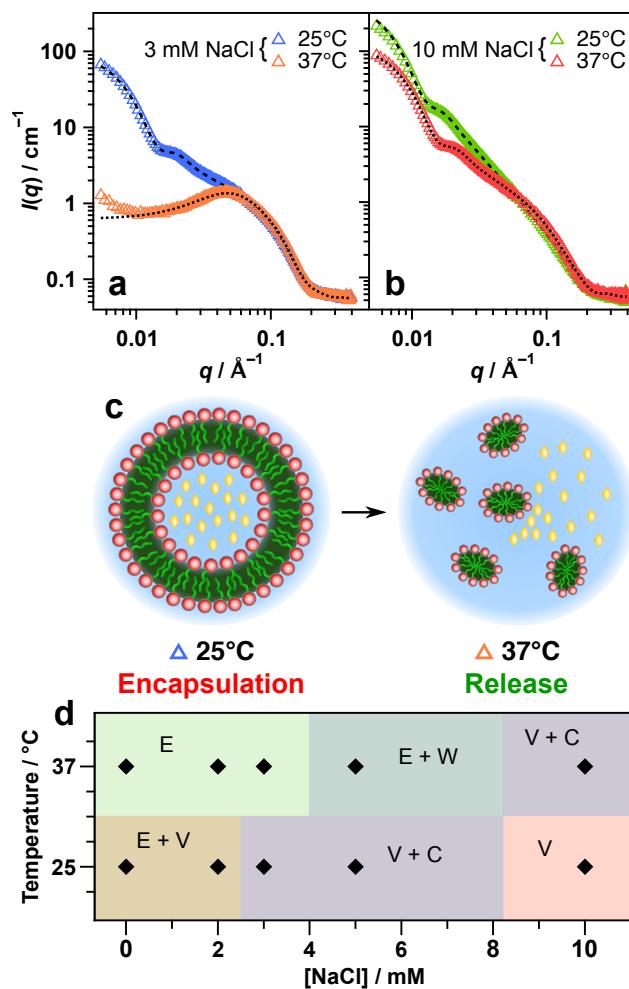 3 mM NaCl { △ 25°C
△ 37°C
10 mM NaCl { △ 25°C
△ 37°C
I(q) / cm⁻¹
100
10
1
0.1
a
b
0.01
0.1
0.01
0.1
q / Å⁻¹
q / Å⁻¹
c
△ 25°C
△ 37°C
Encapsulation
Release
d
Temperature / °C
37
25
E
E + W
V + C
E + V
V + C
V
0
2
4
6
8
10
[NaCl] / mM